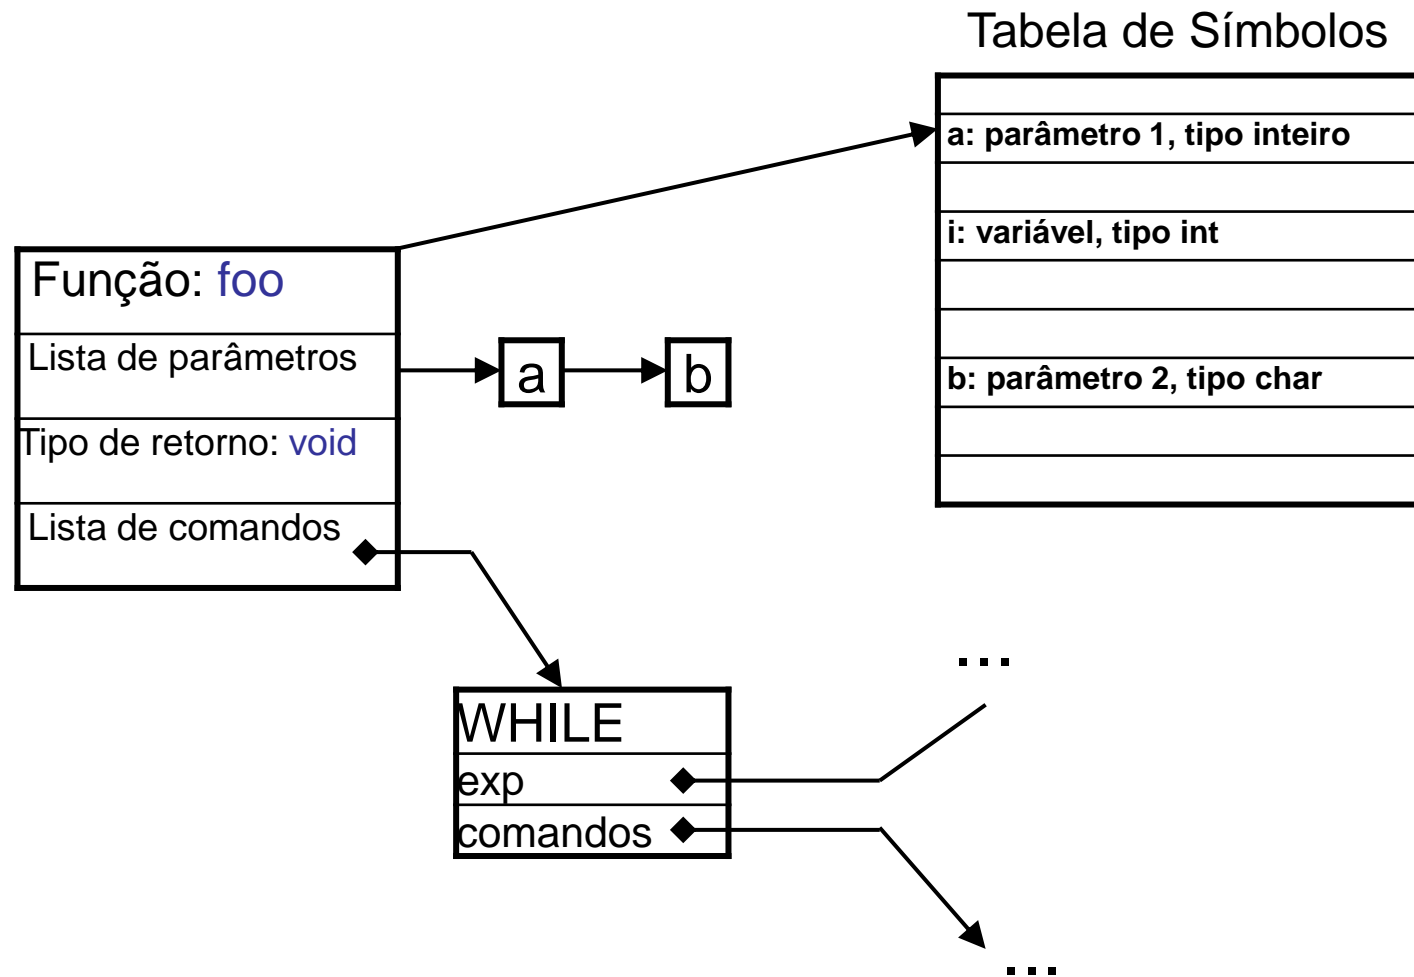 Tabela de Símbolos
a: parâmetro 1, tipo inteiro
i: variável, tipo int
b: parâmetro 2, tipo char
Função: foo
Lista de parâmetros
a
b
Tipo de retorno: void
Lista de comandos
...
WHILE
exp
comandos
...